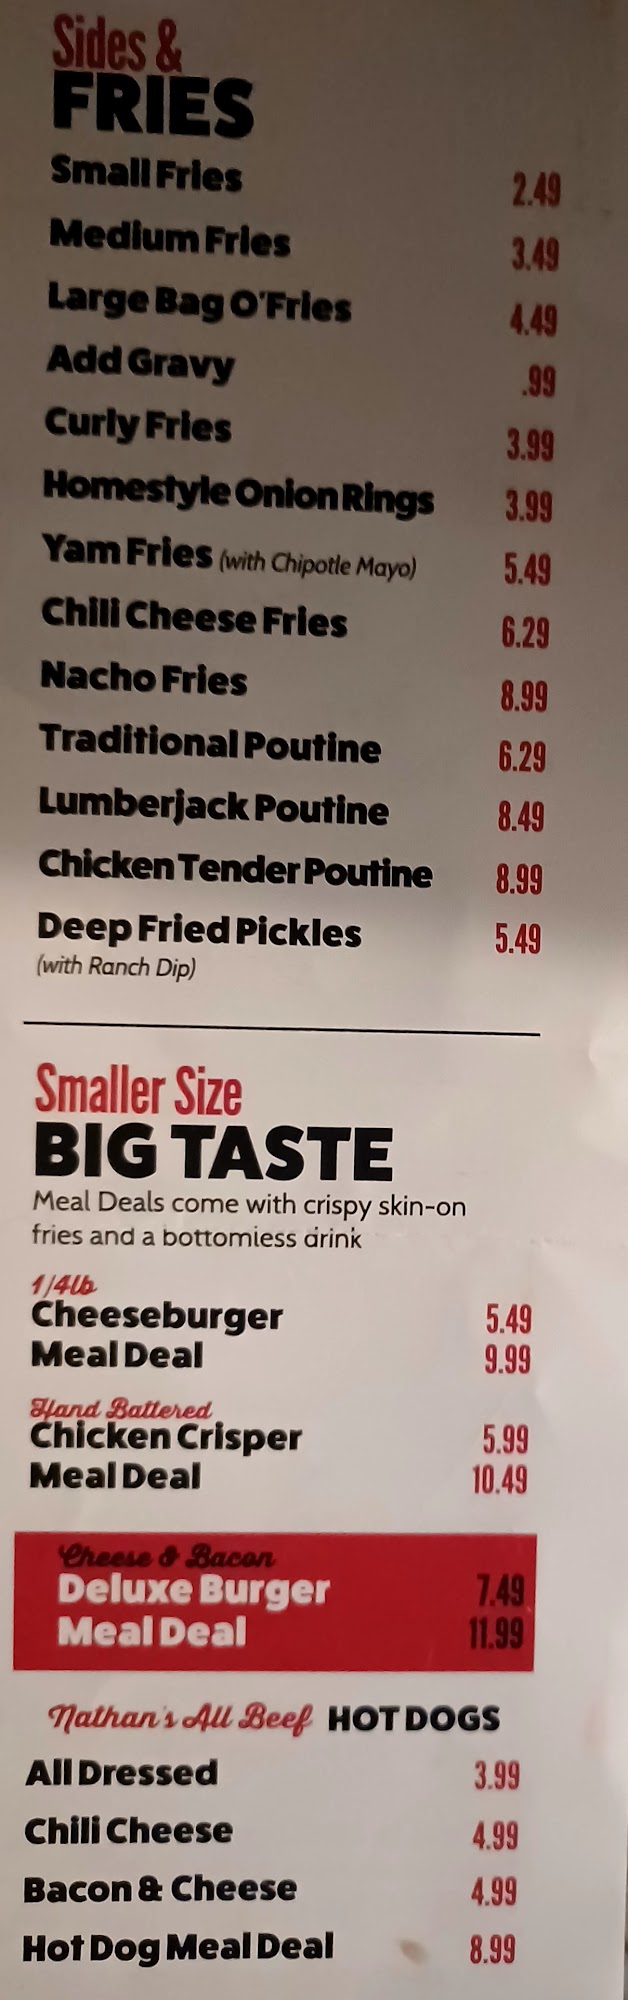 Sides &
FRIES
Small Fries 2.49
Medium Fries 3.49
Large Bag O'Fries 4.49
Add Gravy .99
Curly Fries 3.99
Homestyle Onion Rings 3.99
Yam Fries (with Chipotle Mayo) 5.49
Chili Cheese Fries 6.29
Nacho Fries 8.99
Traditional Poutine 6.29
Lumberjack Poutine 8.49
Chicken Tender Poutine 8.99
Deep Fried Pickles 5.49
(with Ranch Dip)
Smaller Size
BIG TASTE
Meal Deals come with crispy skin-on
fries and a bottomless drink
1/4lb
Cheeseburger 5.49
Meal Deal 9.99
Hand Battered
Chicken Crisper 5.99
Meal Deal 10.49
Cheese & Bacon
Deluxe Burger 7.49
Meal Deal 11.99
Nathan's All Beef HOT DOGS
All Dressed 3.99
Chili Cheese 4.99
Bacon & Cheese 4.99
Hot Dog Meal Deal 8.99